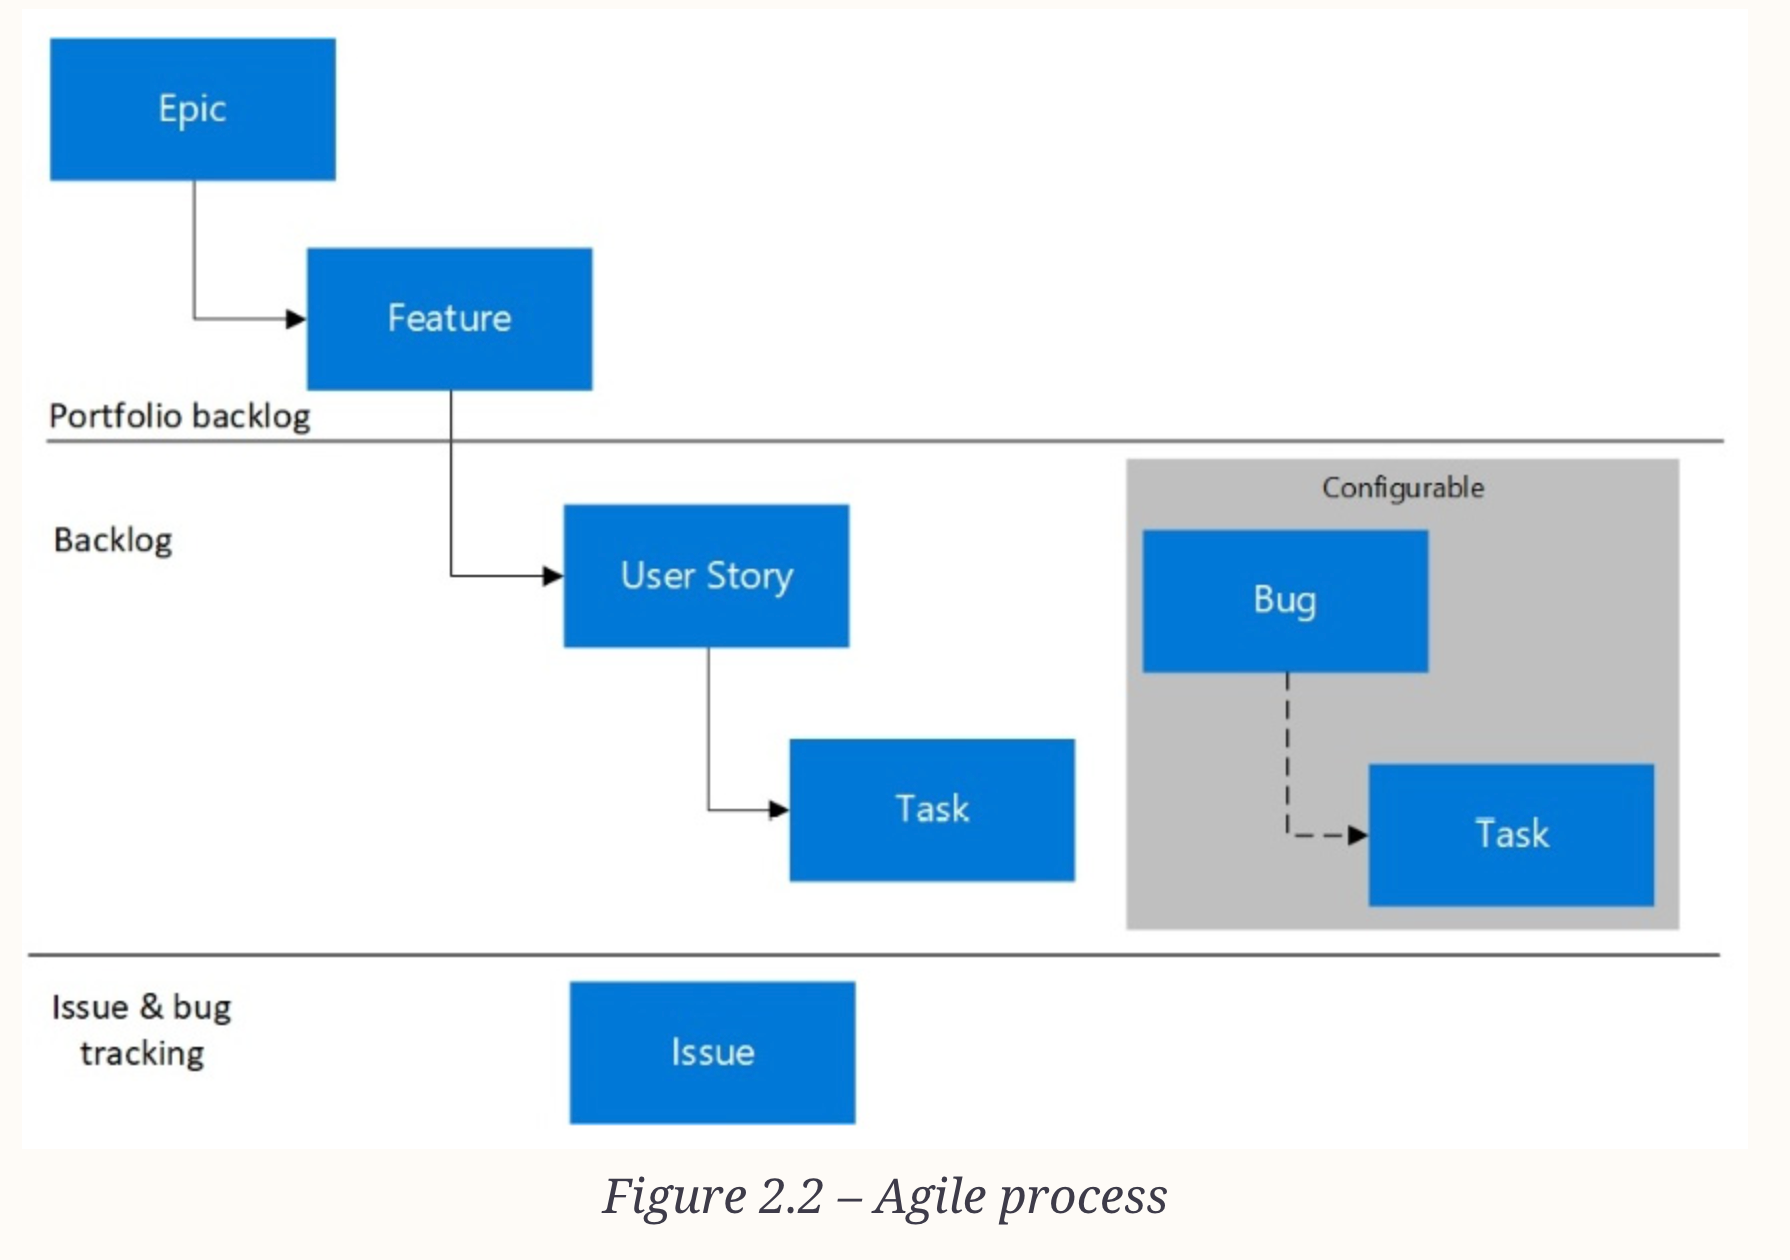 Epic
Feature
Portfolio backlog
Configurable
Backlog
User Story
Bug
Task
Task
Issue & bug
tracking
Issue
Figure 2.2 – Agile process